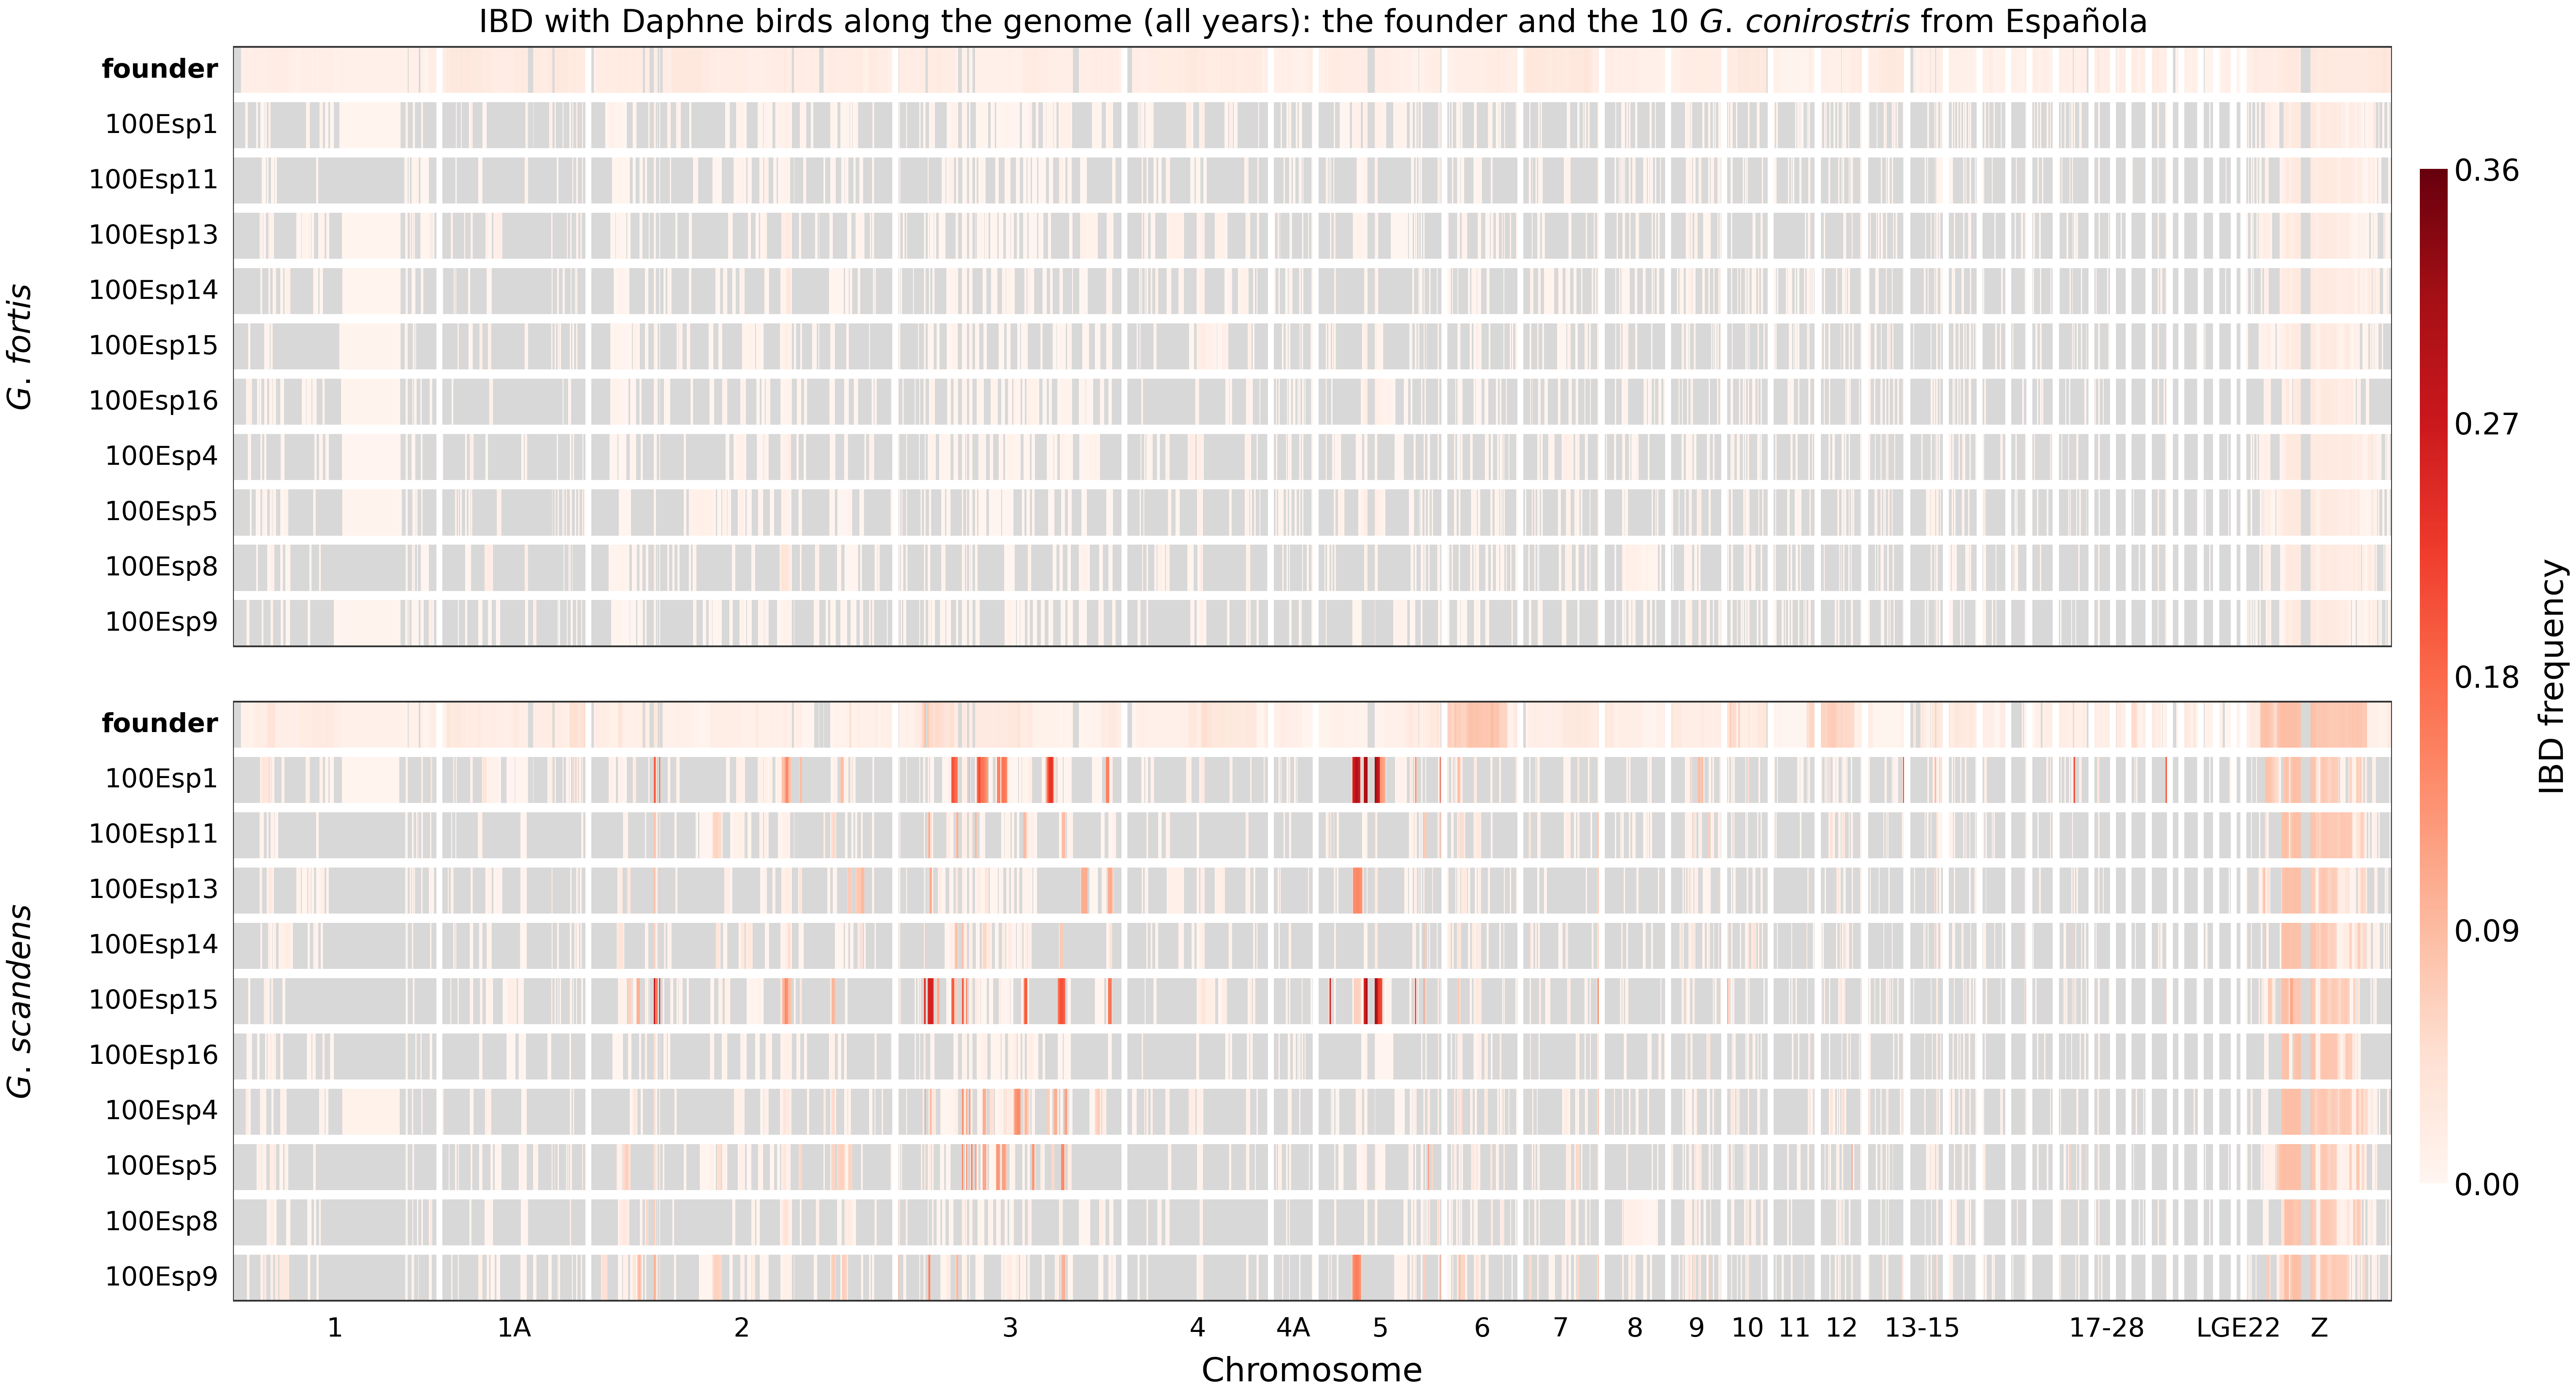 IBD with Daphne birds along the genome (all years): the founder and the 10 G. conirostris from Española
G. fortis
founder
100Esp1
100Esp11
100Esp13
100Esp14
100Esp15
100Esp16
100Esp4
100Esp5
100Esp8
100Esp9
G. scandens
founder
100Esp1
100Esp11
100Esp13
100Esp14
100Esp15
100Esp16
100Esp4
100Esp5
100Esp8
100Esp9
1 1A 2 3 4 4A 5 6 7 8 9 10 11 12 13-15 17-28 LGE22 Z
Chromosome
0.36
0.27
0.18
0.09
0.00
IBD frequency